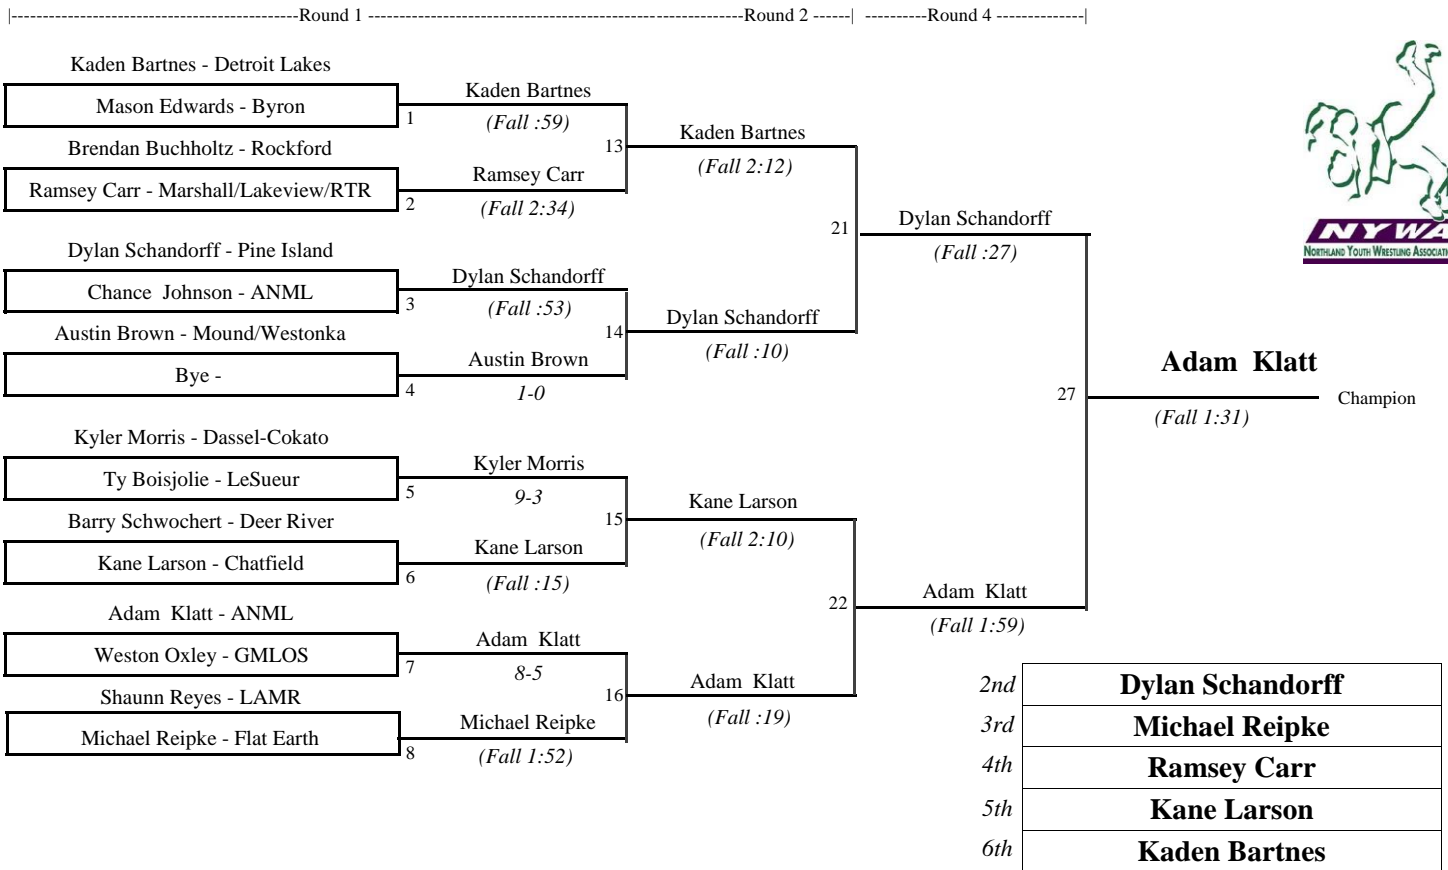 |-----------------------------------------------Round 1 -------------------------------------------------------------Round 2 ------| ----------Round 4 --------------|
Kaden Bartnes - Detroit Lakes
Mason Edwards - Byron
1
Kaden Bartnes
(Fall :59)
Brendan Buchholtz - Rockford
Ramsey Carr - Marshall/Lakeview/RTR
2
Ramsey Carr
(Fall 2:34)
13
Kaden Bartnes
(Fall 2:12)
Dylan Schandorff - Pine Island
Chance  Johnson - ANML
3
Dylan Schandorff
(Fall :53)
Austin Brown - Mound/Westonka
Bye -
4
Austin Brown
1-0
14
Dylan Schandorff
(Fall :10)
21
Dylan Schandorff
(Fall :27)
Kyler Morris - Dassel-Cokato
Ty Boisjolie - LeSueur
5
Kyler Morris
9-3
Barry Schwochert - Deer River
Kane Larson - Chatfield
6
Kane Larson
(Fall :15)
15
Kane Larson
(Fall 2:10)
Adam  Klatt - ANML
Weston Oxley - GMLOS
7
Adam  Klatt
8-5
Shaunn Reyes - LAMR
Michael Reipke - Flat Earth
8
Michael Reipke
(Fall 1:52)
16
Adam  Klatt
(Fall :19)
22
Adam  Klatt
(Fall 1:59)
27
Adam  Klatt
Champion
(Fall 1:31)
NYWA
NORTHLAND YOUTH WRESTLING
2nd Dylan Schandorff
3rd Michael Reipke
4th Ramsey Carr
5th Kane Larson
6th Kaden Bartnes